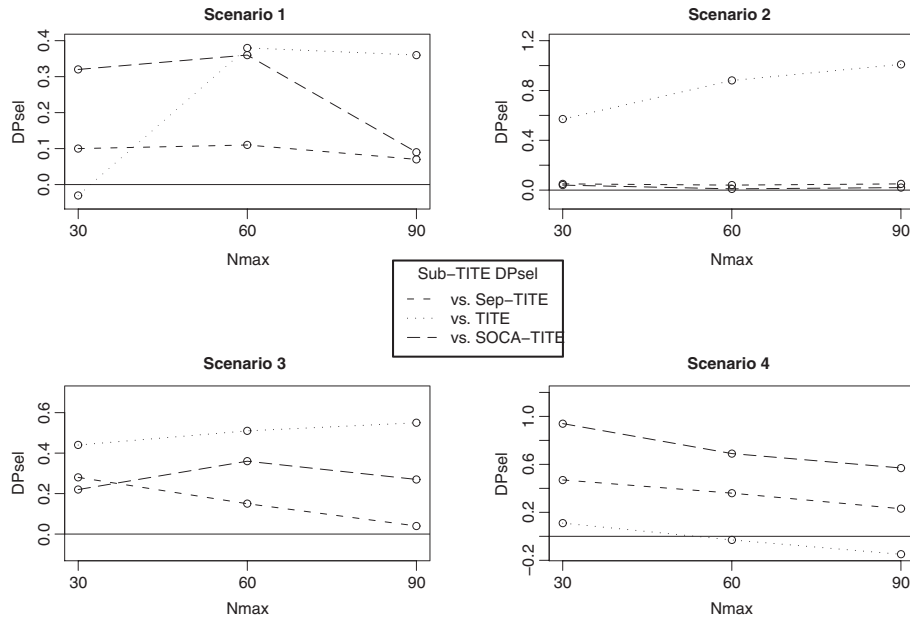 Scenario 1
Scenario 2
DPsel
0.0 0.1 0.2 0.3 0.4
30 60 90
Nmax
DPsel
0.0 0.4 0.8 1.2
30 60 90
Nmax
Sub−TITE DPsel
vs. Sep−TITE
vs. TITE
vs. SOCA−TITE
Scenario 3
Scenario 4
DPsel
0.0 0.2 0.4 0.6
30 60 90
Nmax
DPsel
−0.2 0.2 0.6 1.0
30 60 90
Nmax